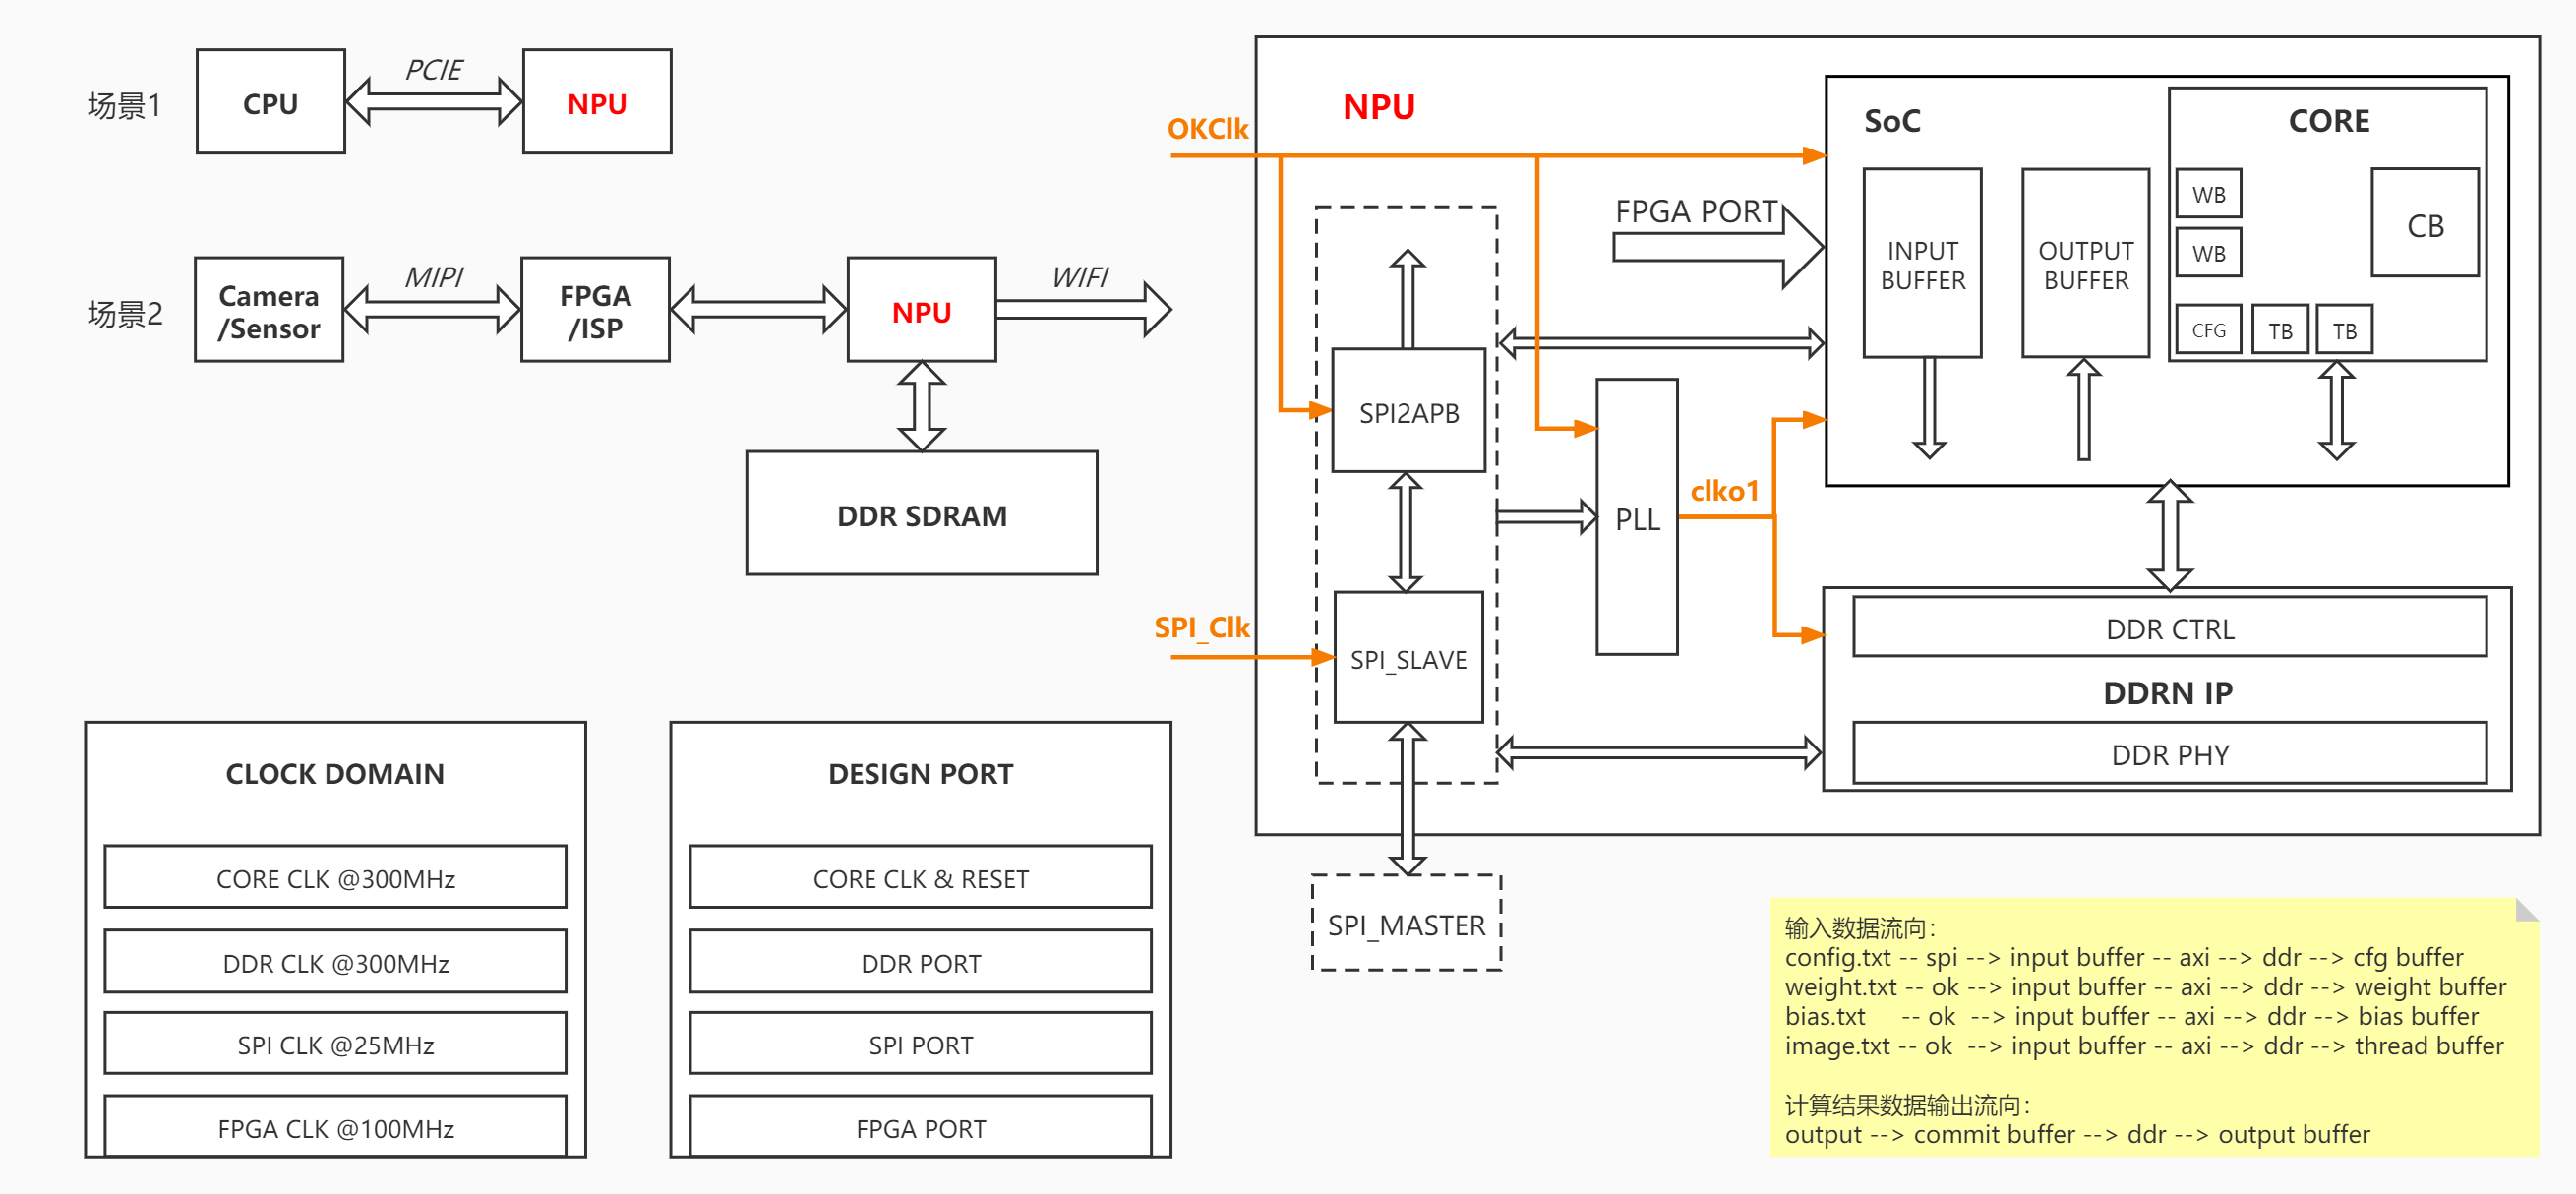 场景1
CPU
PCIE
NPU
场景2
Camera
/Sensor
MIPI
FPGA
/ISP
NPU
WIFI
DDR SDRAM
CLOCK DOMAIN
CORE CLK @300MHz
DDR CLK @300MHz
SPI CLK @25MHz
FPGA CLK @100MHz
DESIGN PORT
CORE CLK & RESET
DDR PORT
SPI PORT
FPGA PORT
NPU
OKClk
SPI_Clk
SPI2APB
SPI_SLAVE
SPI_MASTER
FPGA PORT
PLL
clko1
SoC
INPUT
BUFFER
OUTPUT
BUFFER
CORE
WB
WB
CB
CFG
TB
TB
DDR CTRL
DDRN IP
DDR PHY
输入数据流向：
config.txt -- spi --> input buffer -- axi --> ddr --> cfg buffer
weight.txt -- ok --> input buffer -- axi --> ddr --> weight buffer
bias.txt -- ok --> input buffer -- axi --> ddr --> bias buffer
image.txt -- ok --> input buffer -- axi --> ddr --> thread buffer
计算结果数据输出流向：
output --> commit buffer --> ddr --> output buffer